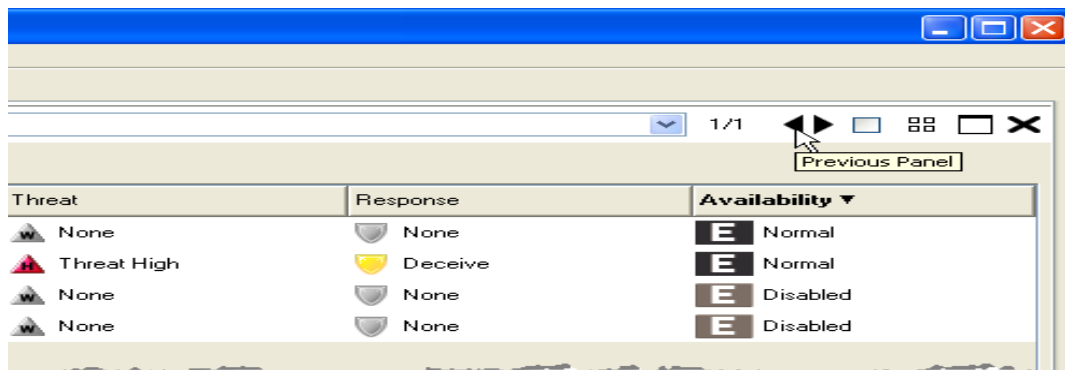 1/1
Previous Panel
Threat Response Availability ▼
W None None E Normal
H Threat High Deceive E Normal
W None None E Disabled
W None None E Disabled